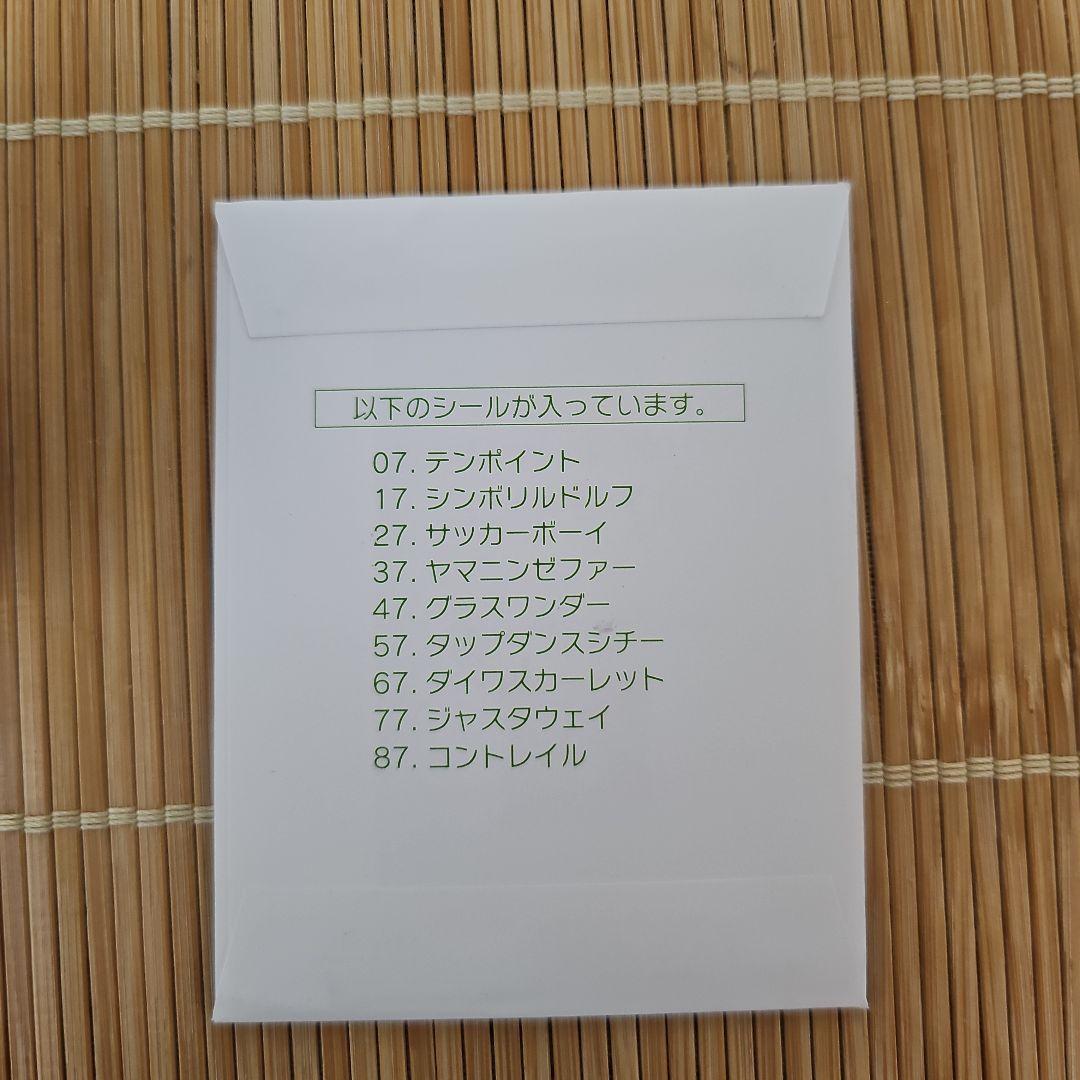 以下のシールが入っています。
07. テンポイント
17. シンボリルドルフ
27. サッカーボーイ
37. ヤマニンゼファー
47. グラスワンダー
57. タップダンスシチー
67. ダイワスカーレット
77. ジャスタウェイ
87. コントレイル